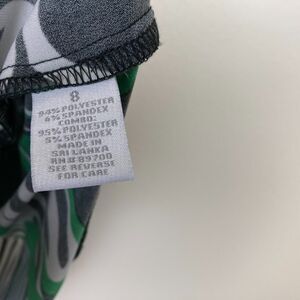 8
94% POLYESTER
6% SPANDEX
COMBO:
95% POLYESTER
5% SPANDEX
MADE IN
SRI LANKA
RN# 89700
SEE REVERSE
FOR CARE